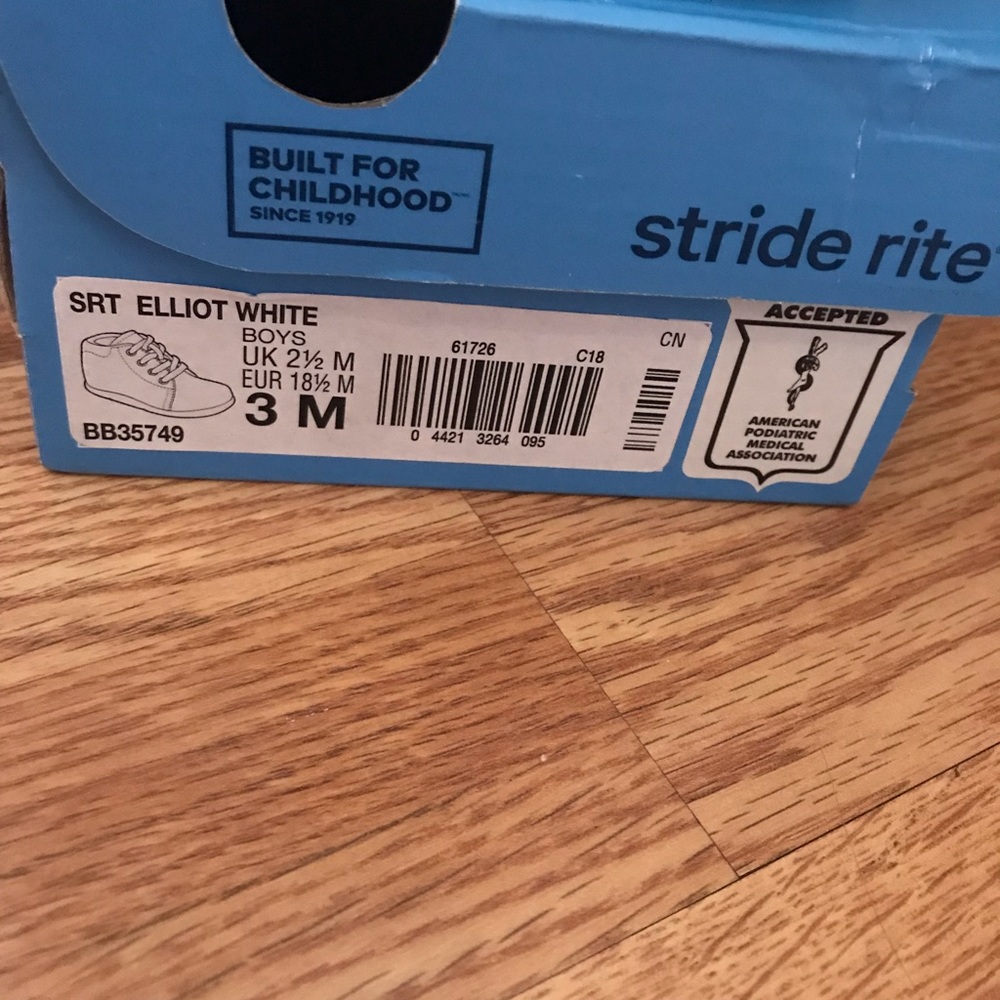 BUILT FOR
CHILDHOOD™
SINCE 1919
stride rite
SRT ELLIOT WHITE
BOYS
UK 2½ M
EUR 18½ M
3 M
BB35749
61726
C18
0 4421 3264 095
CN
ACCEPTED
AMERICAN
PODIATRIC
MEDICAL
ASSOCIATION